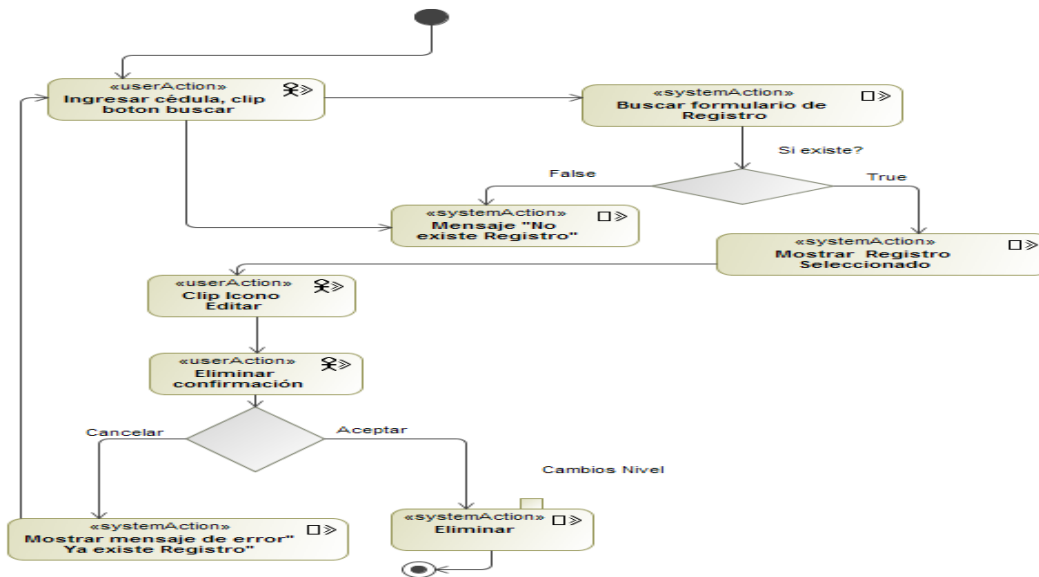 «userAction»
Ingresar cédula, clip
boton buscar
«systemAction»
Buscar formulario de
Registro
Si existe?
False
True
«systemAction»
Mensaje "No
existe Registro"
«systemAction»
Mostrar Registro
Seleccionado
«userAction»
Clip Icono
Editar
«userAction»
Eliminar
confirmación
Cancelar
Aceptar
Cambios Nivel
«systemAction»
Mostrar mensaje de error"
Ya existe Registro"
«systemAction»
Eliminar